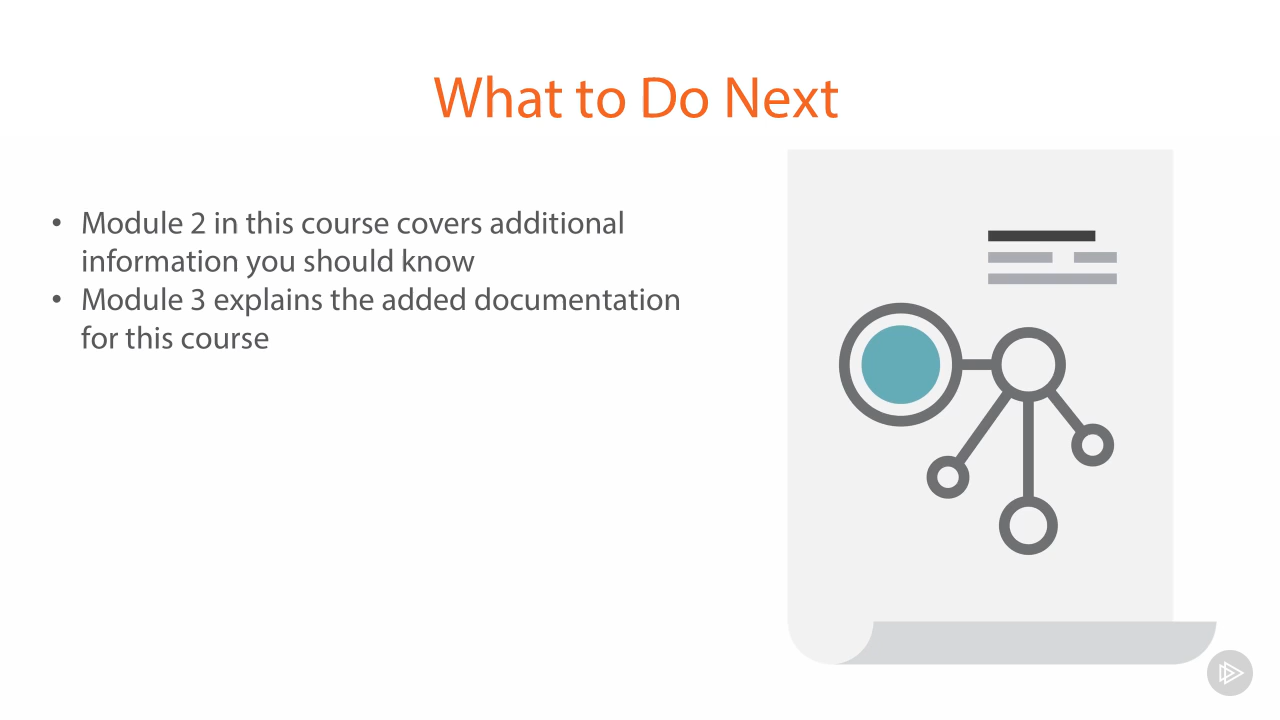 What to Do Next
• Module 2 in this course covers additional
information you should know
• Module 3 explains the added documentation
for this course